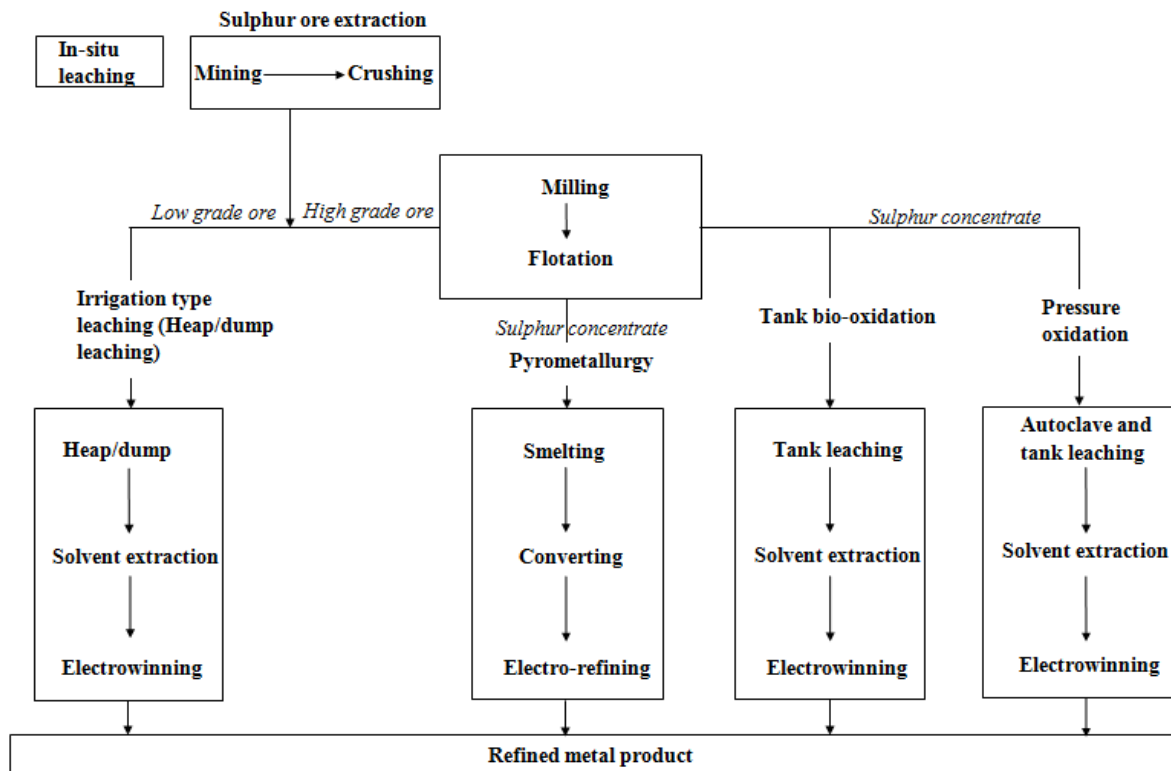 Sulphur ore extraction
In-situ
leaching
Mining
Crushing
Milling
Flotation
Low grade ore
High grade ore
Sulphur concentrate
Irrigation type
leaching (Heap/dump
leaching)
Sulphur concentrate
Pyrometallurgy
Tank bio-oxidation
Pressure
oxidation
Heap/dump
Solvent extraction
Electrowinning
Smelting
Converting
Electro-refining
Tank leaching
Solvent extraction
Electrowinning
Autoclave and
tank leaching
Solvent extraction
Electrowinning
Refined metal product